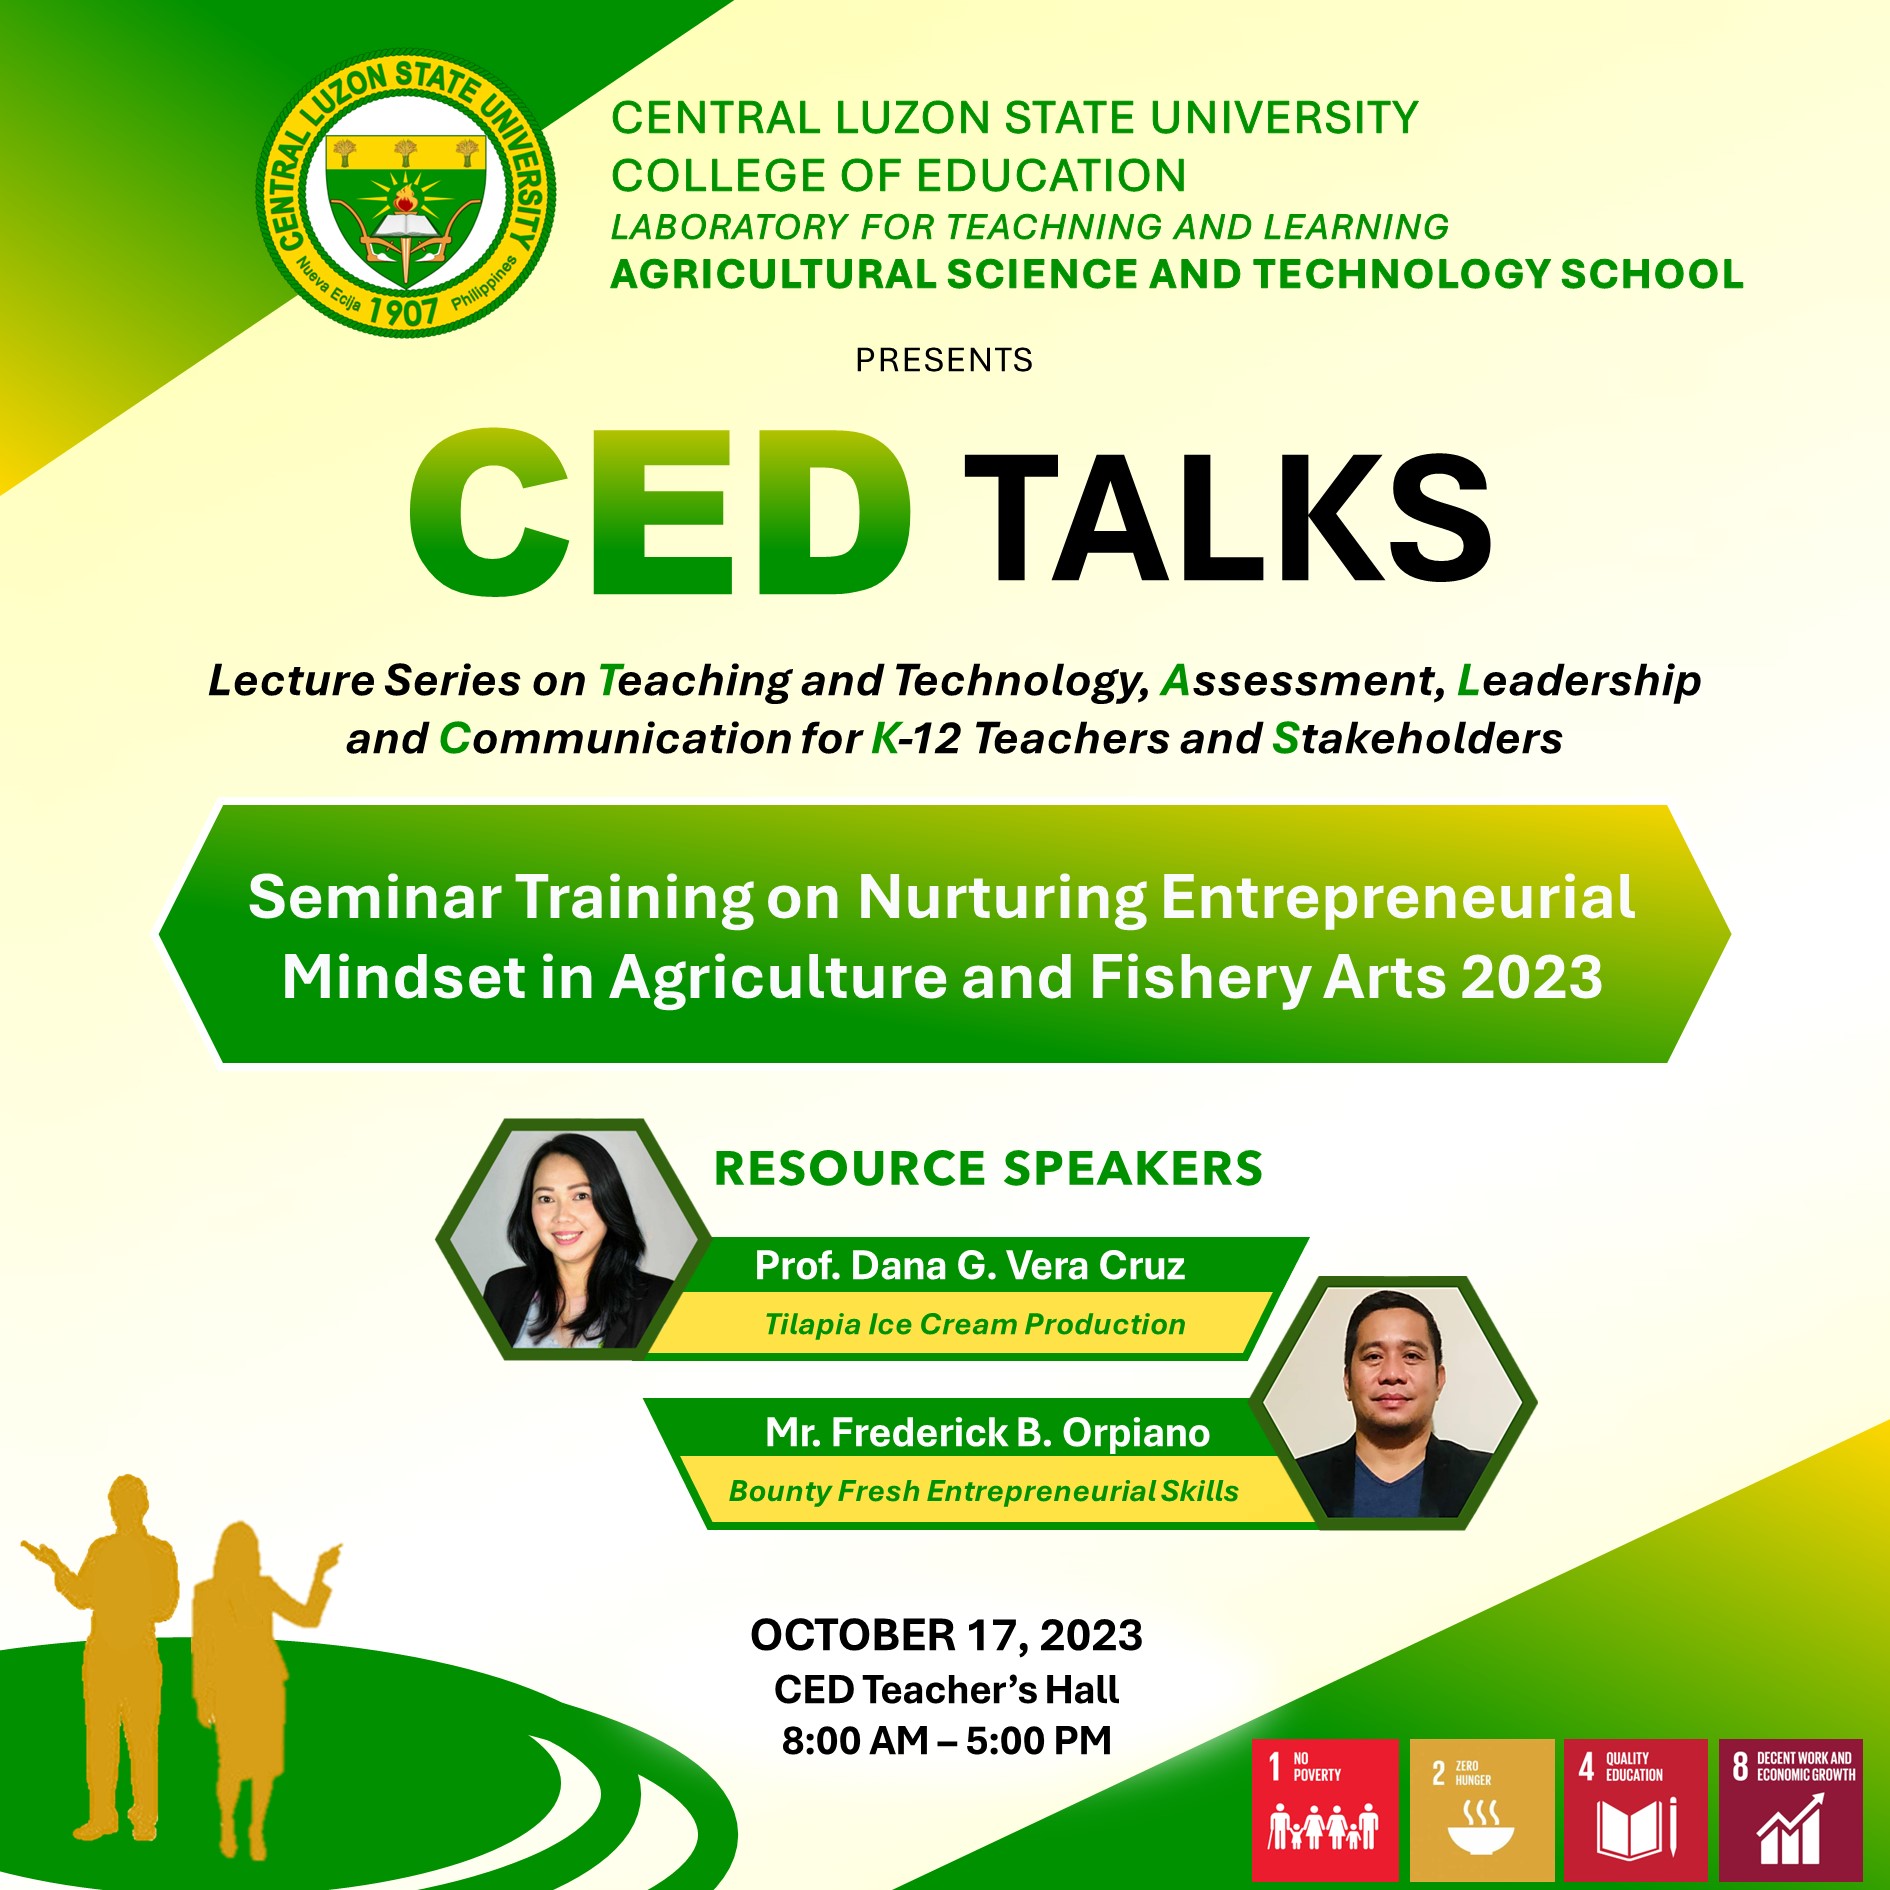 CENTRAL LUZON STATE UNIVERSITY
Nueva Ecija 1907 Philippines
CENTRAL LUZON STATE UNIVERSITY
COLLEGE OF EDUCATION
LABORATORY FOR TEACHNING AND LEARNING
AGRICULTURAL SCIENCE AND TECHNOLOGY SCHOOL
PRESENTS
CED TALKS
Lecture Series on Teaching and Technology, Assessment, Leadership
and Communication for K-12 Teachers and Stakeholders
Seminar Training on Nurturing Entrepreneurial
Mindset in Agriculture and Fishery Arts 2023
RESOURCE SPEAKERS
Prof. Dana G. Vera Cruz
Tilapia Ice Cream Production
Mr. Frederick B. Orpiano
Bounty Fresh Entrepreneurial Skills
OCTOBER 17, 2023
CED Teacher’s Hall
8:00 AM – 5:00 PM
1 NO
POVERTY
2 ZERO
HUNGER
4 QUALITY
EDUCATION
8 DECENT WORK AND
ECONOMIC GROWTH